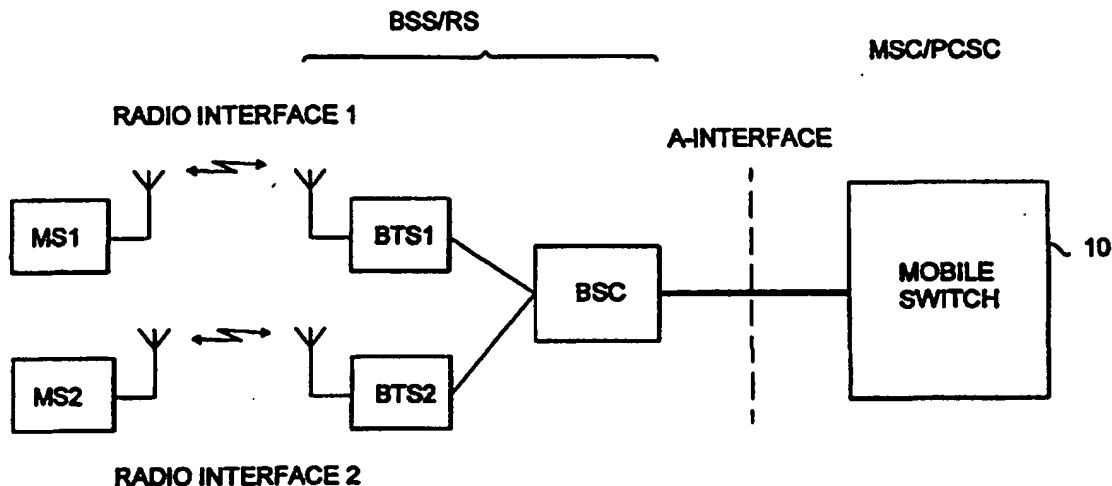 BSS/RS
MSC/PCSC
RADIO INTERFACE 1
A-INTERFACE
MS1
BTS1
BSC
MOBILE
SWITCH
10
MS2
BTS2
RADIO INTERFACE 2